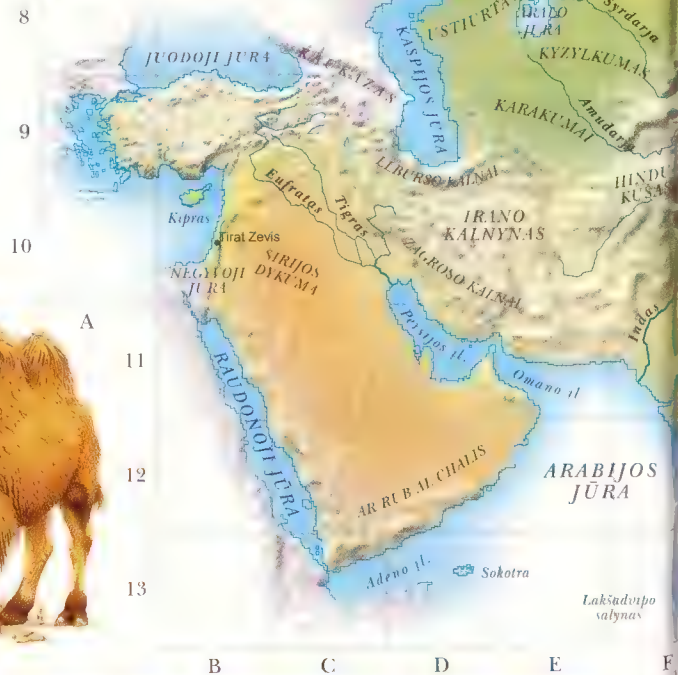 8
USTIURTA
ARALO
JŪRA
Syrdarja
JUODOJI JŪRA
KAUKAZAS
KASPIJOS JŪRA
KYZYLKUMAS
9
KARAKUMAI
Amudarja
ELBURSO KALNAI
HINDU
KUŠAS
Kipras
Eufratas
Tigras
IRANO
KALNYNAS
10
Tirat Zevis
SIRIJOS
DYKUMA
ZAGROSO KALNAI
NEGYVOJI
JŪRA
A
Persijos įl.
Indas
11
RAUDONOJI JŪRA
Omano įl
12
AR RUB AL CHALIS
ARABIJOS
JŪRA
Adeno įl.
Sokotra
13
Lakšadvipo
salynas
B
C
D
E
F